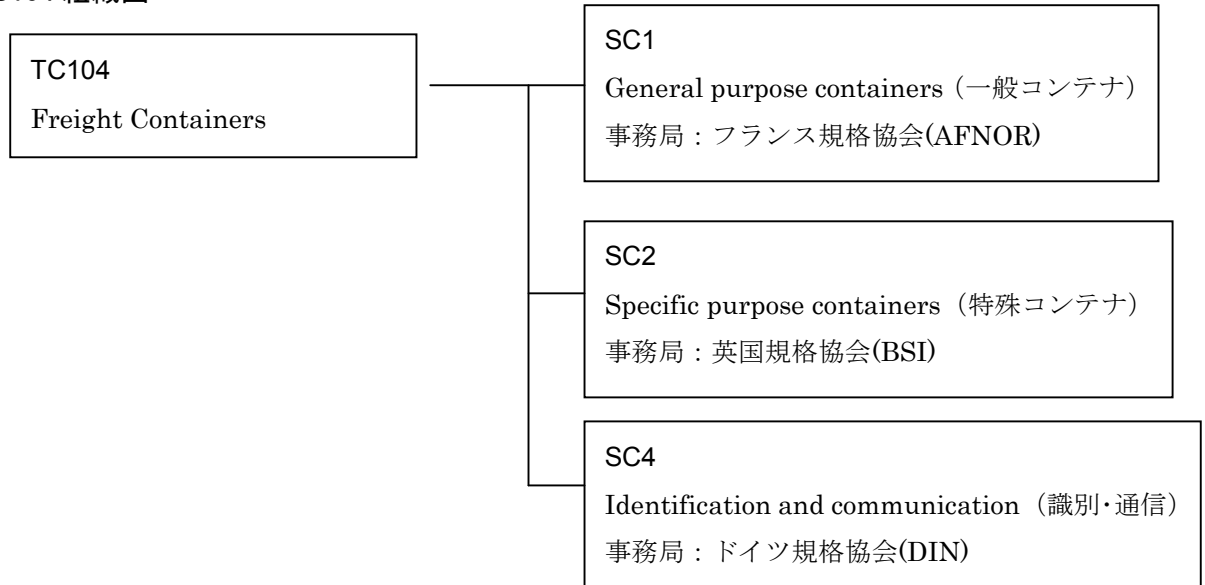 TC104
Freight Containers
SC1
General purpose containers（一般コンテナ）
事務局：フランス規格協会(AFNOR)
SC2
Specific purpose containers（特殊コンテナ）
事務局：英国規格協会(BSI)
SC4
Identification and communication（識別･通信）
事務局：ドイツ規格協会(DIN)